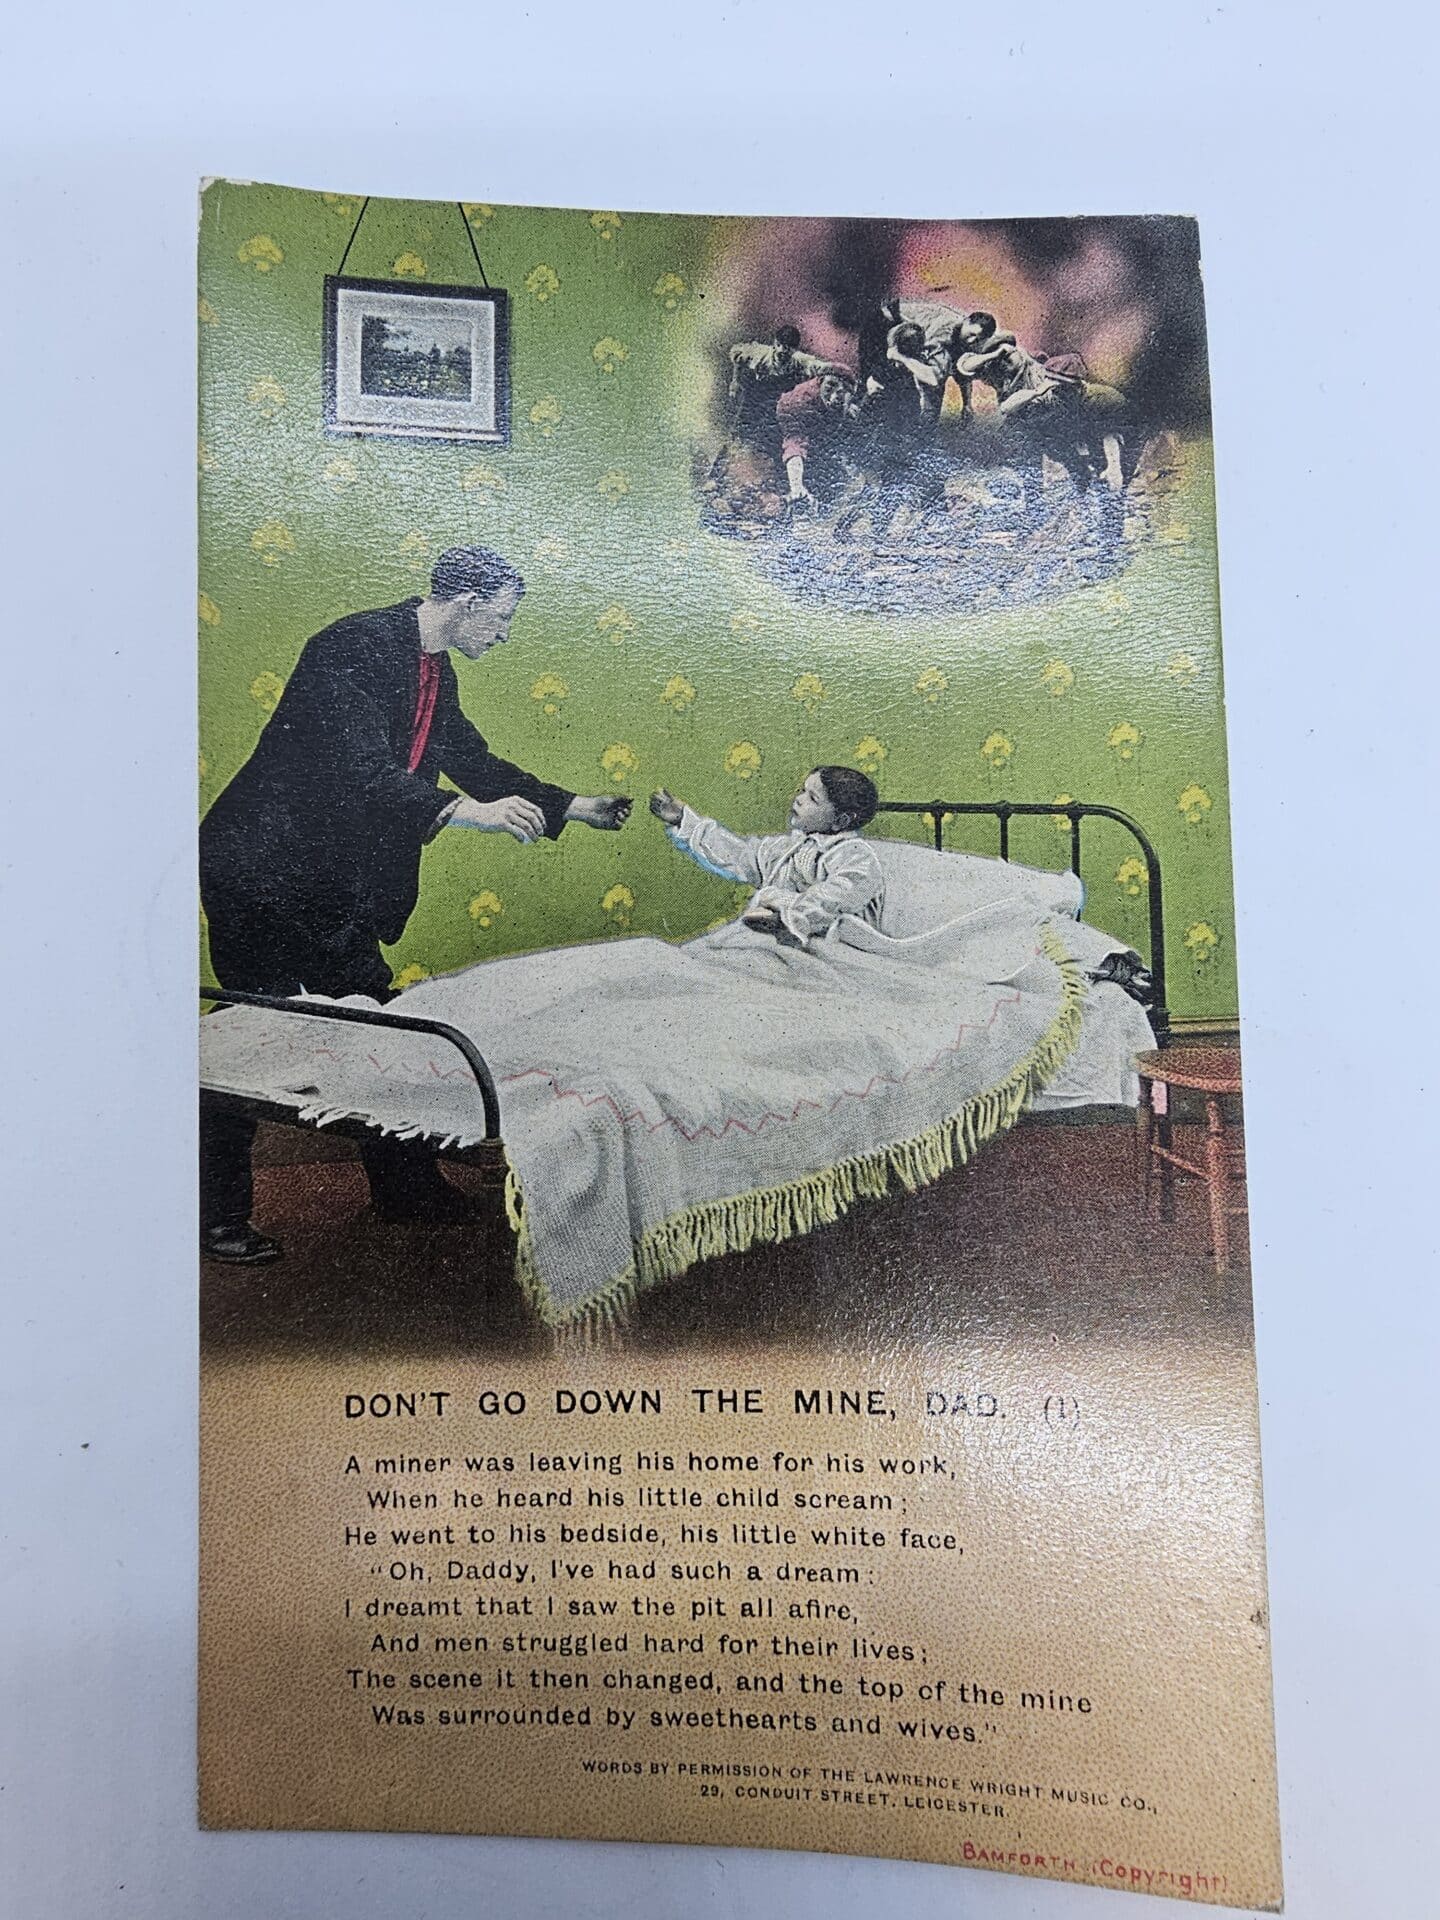 DON'T GO DOWN THE MINE, DAD. (1)
A miner was leaving his home for his work,
When he heard his little child scream;
He went to his bedside, his little white face,
"Oh, Daddy, I've had such a dream:
I dreamt that I saw the pit all afire,
And men struggled hard for their lives;
The scene it then changed, and the top of the mine
Was surrounded by sweethearts and wives."
WORDS BY PERMISSION OF THE LAWRENCE WRIGHT MUSIC CO.,
29, CONDUIT STREET, LEICESTER.
BAMFORTH (Copyright)